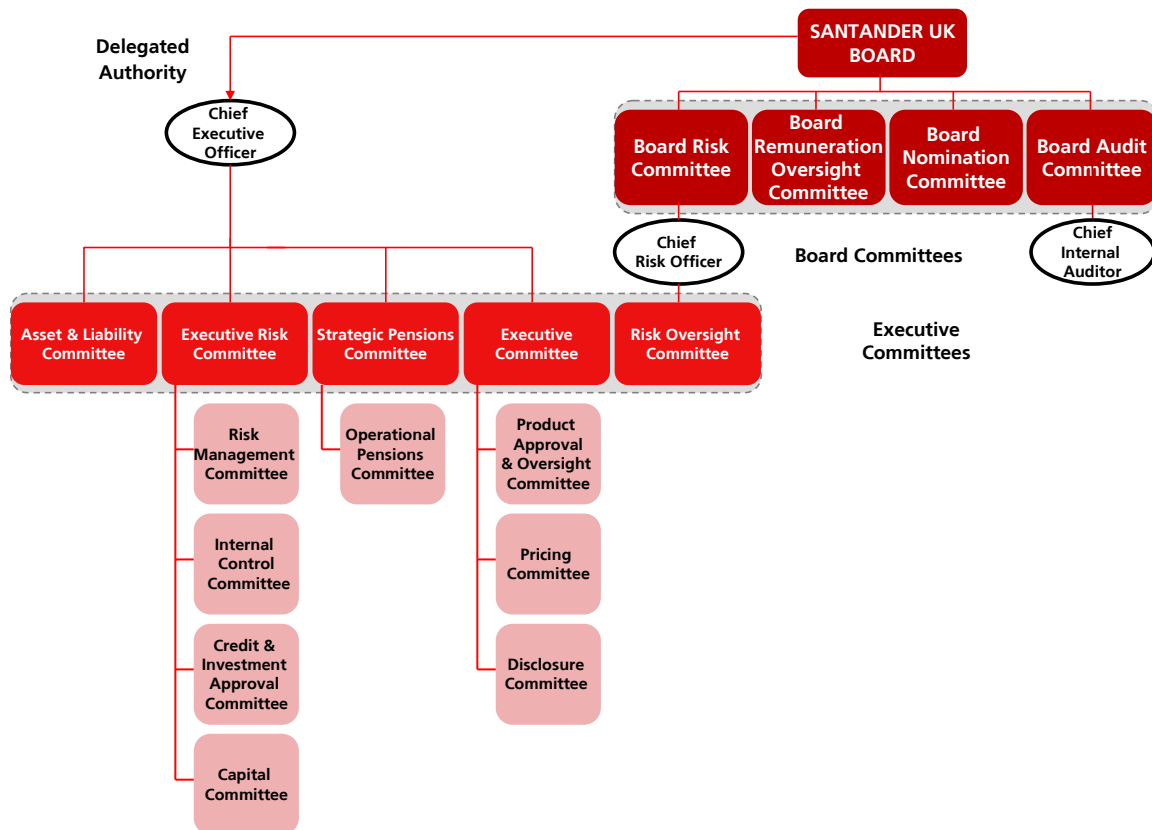 Delegated
Authority
SANTANDER UK
BOARD
Chief
Executive
Officer
Board Risk
Committee
Board
Remuneration
Oversight
Committee
Board
Nomination
Committee
Board Audit
Committee
Chief
Risk Officer
Board Committees
Chief
Internal
Auditor
Asset & Liability
Committee
Executive Risk
Committee
Strategic Pensions
Committee
Executive
Committee
Risk Oversight
Committee
Executive
Committees
Risk
Management
Committee
Operational
Pensions
Committee
Product
Approval
& Oversight
Committee
Internal
Control
Committee
Pricing
Committee
Credit &
Investment
Approval
Committee
Disclosure
Committee
Capital
Committee